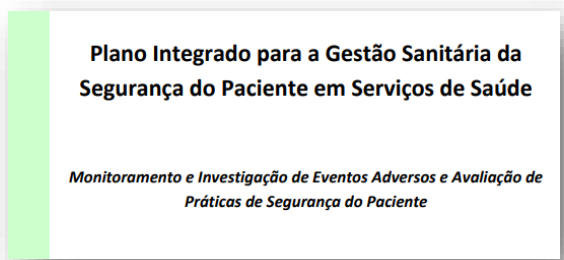 Plano Integrado para a Gestão Sanitária da
Segurança do Paciente em Serviços de Saúde
Monitoramento e Investigação de Eventos Adversos e Avaliação de
Práticas de Segurança do Paciente